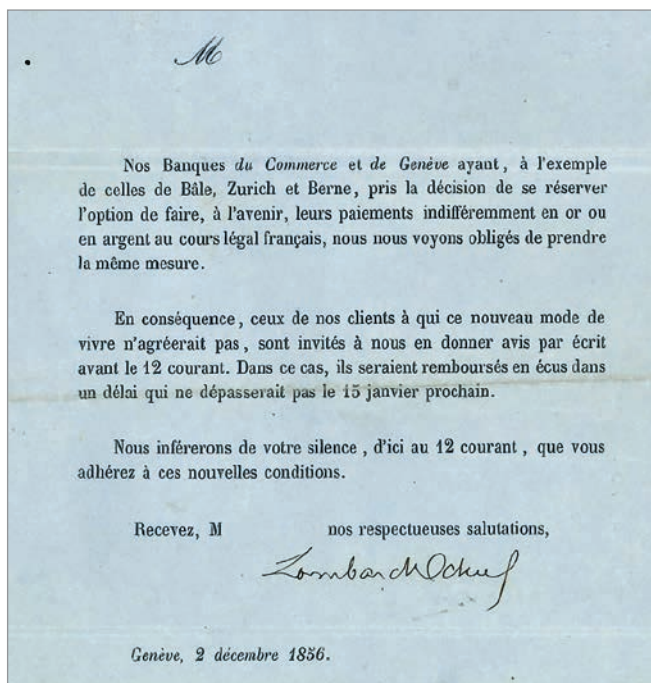 M
Nos Banques du Commerce et de Genève ayant, à l'exemple
de celles de Bâle, Zurich et Berne, pris la décision de se réserver
l'option de faire, à l'avenir, leurs paiements indifféremment en or ou
en argent au cours légal français, nous nous voyons obligés de prendre
la même mesure.
En conséquence, ceux de nos clients à qui ce nouveau mode de
vivre n'agréerait pas, sont invités à nous en donner avis par écrit
avant le 12 courant. Dans ce cas, ils seraient remboursés en écus dans
un délai qui ne dépasserait pas le 15 janvier prochain.
Nous inférerons de votre silence, d'ici au 12 courant, que vous
adhérez à ces nouvelles conditions.
Recevez, M nos respectueuses salutations,
Lombard Odier
Genève, 2 décembre 1856.